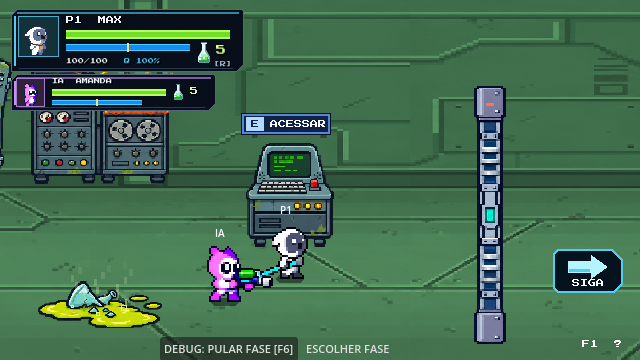 P1 MAX
5
100/100 Q 100% [R]
IA AMANDA
5
E ACESSAR
P1
IA
SIGA
F1 ?
DEBUG: PULAR FASE [F6] ESCOLHER FASE